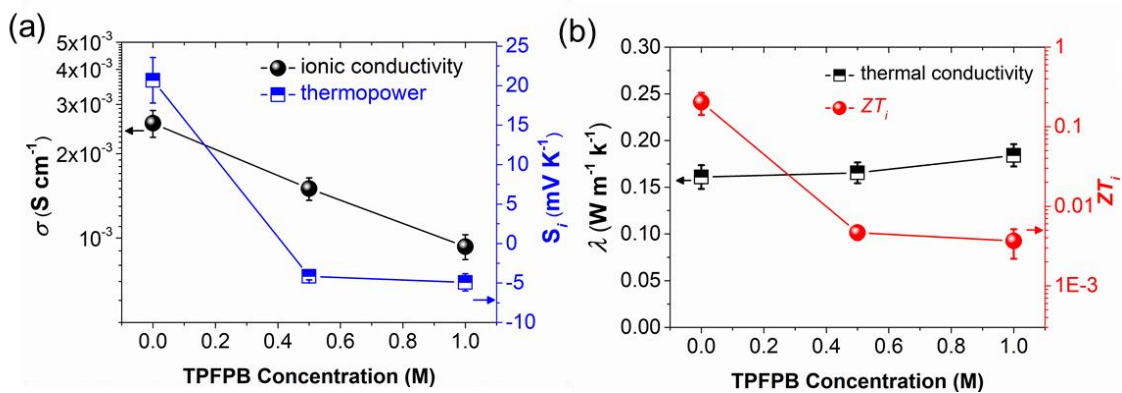 (a)
5x10⁻³
4x10⁻³
3x10⁻³
2x10⁻³
10⁻³
σ (S cm⁻¹)
ionic conductivity
thermopower
25
20
15
10
5
0
-5
-10
Sᵢ (mV K⁻¹)
0.0 0.2 0.4 0.6 0.8 1.0
TPFPB Concentration (M)
(b)
0.30
0.25
0.20
0.15
0.10
0.05
0.00
λ (W m⁻¹ k⁻¹)
thermal conductivity
ZTᵢ
1
0.1
0.01
1E-3
ZTᵢ
0.0 0.2 0.4 0.6 0.8 1.0
TPFPB Concentration (M)